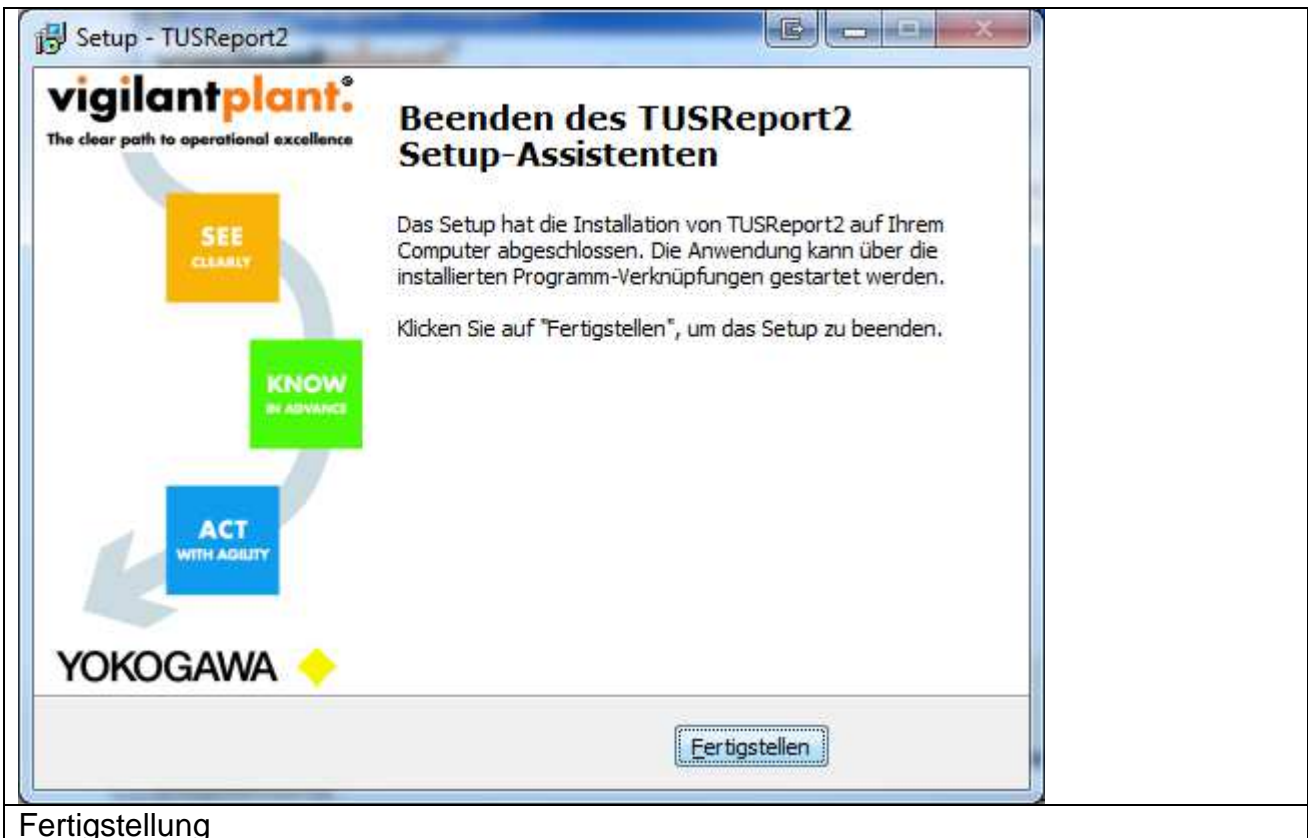 Setup - TUSReport2
vigilantplant.®
The clear path to operational excellence
Beenden des TUSReport2
Setup-Assistenten
Das Setup hat die Installation von TUSReport2 auf Ihrem
Computer abgeschlossen. Die Anwendung kann über die
installierten Programm-Verknüpfungen gestartet werden.
Klicken Sie auf "Fertigstellen", um das Setup zu beenden.
SEE
CLEARLY
KNOW
IN ADVANCE
ACT
WITH AGILITY
YOKOGAWA
Fertigstellen
Fertigstellung